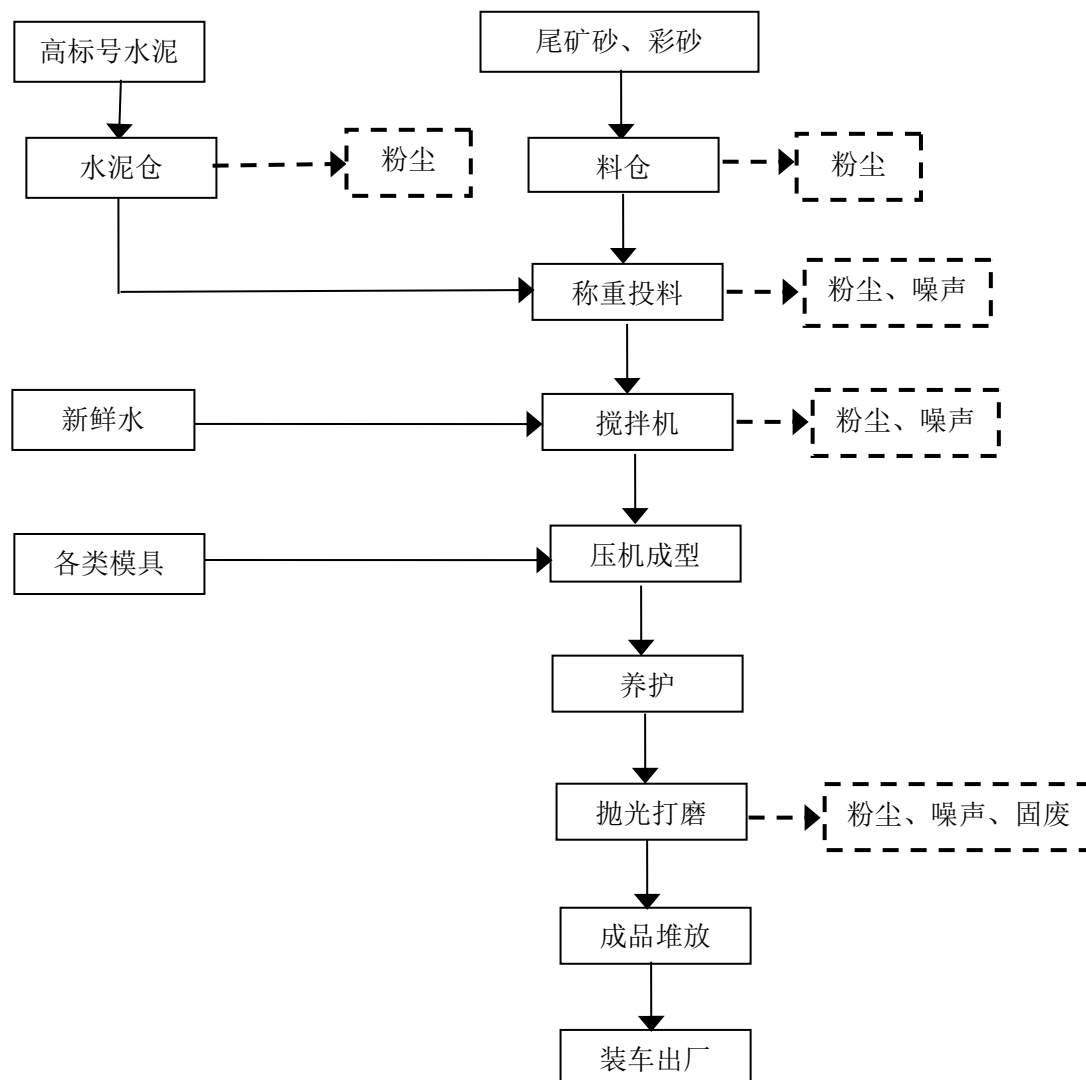 高标号水泥
尾矿砂、彩砂
水泥仓
粉尘
料仓
粉尘
称重投料
粉尘、噪声
新鲜水
搅拌机
粉尘、噪声
各类模具
压机成型
养护
抛光打磨
粉尘、噪声、固废
成品堆放
装车出厂